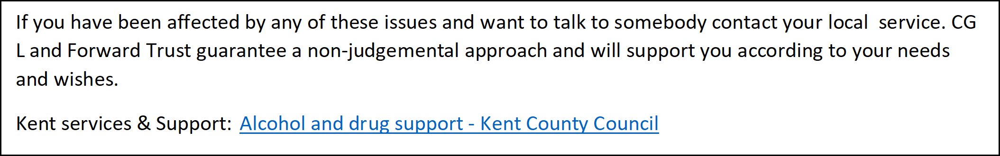 If you have been affected by any of these issues and want to talk to somebody contact your local  service. CG
L and Forward Trust guarantee a non-judgemental approach and will support you according to your needs
and wishes.
Kent services & Support: Alcohol and drug support - Kent County Council